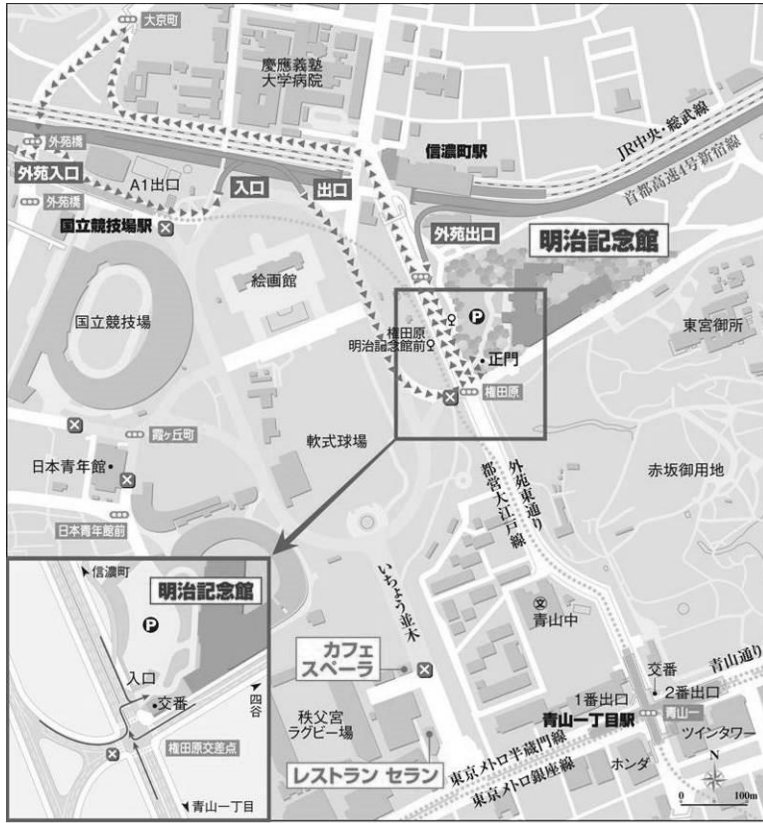 大京町
慶應義塾
大学病院
外苑橋
外苑入口
A1出口
入口
出口
信濃町駅
JR中央・総武線
首都高速4号新宿線
外苑橋
国立競技場駅
外苑出口
明治記念館
絵画館
国立競技場
権田原
明治記念館前
P
正門
権田原
東宮御所
霞ヶ丘町
軟式球場
日本青年館
日本青年館前
赤坂御用地
外苑東通り
都営大江戸線
いちょう並木
文
青山中
カフェ
スペーラ
秩父宮
ラグビー場
レストラン セラン
交番
青山通り
1番出口
2番出口
青山一丁目駅
青山一
ツインタワー
東京メトロ半蔵門線
東京メトロ銀座線
ホンダ
N
0
100m
信濃町
明治記念館
P
入口
交番
四谷
権田原交差点
青山一丁目